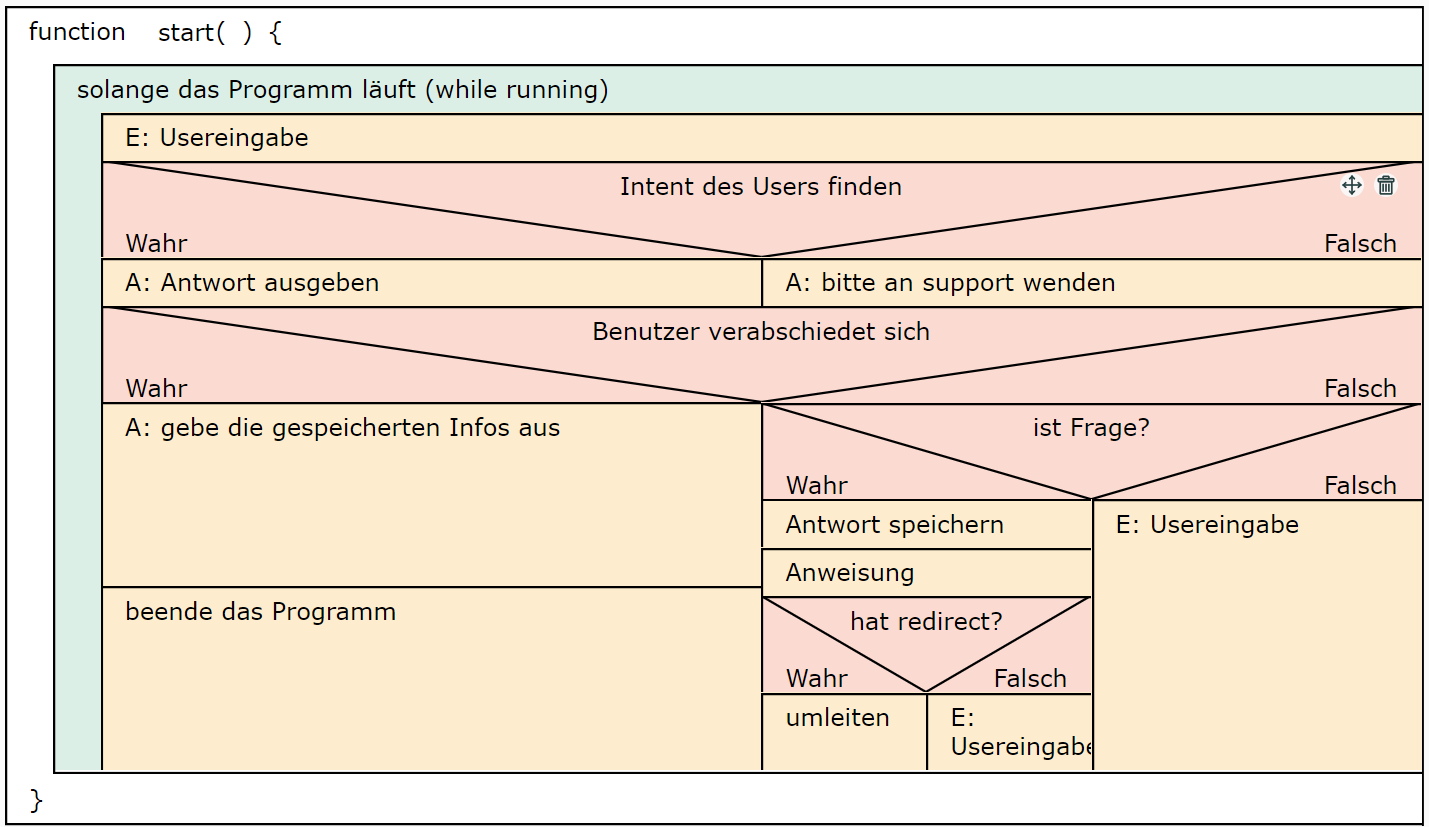 function start( ) {
solange das Programm läuft (while running)
E: Usereingabe
Intent des Users finden
Wahr
Falsch
A: Antwort ausgeben
A: bitte an support wenden
Benutzer verabschiedet sich
Wahr
Falsch
A: gebe die gespeicherten Infos aus
ist Frage?
Wahr
Falsch
Antwort speichern
E: Usereingabe
Anweisung
beende das Programm
hat redirect?
Wahr
Falsch
umleiten
E:
Usereingabe
}